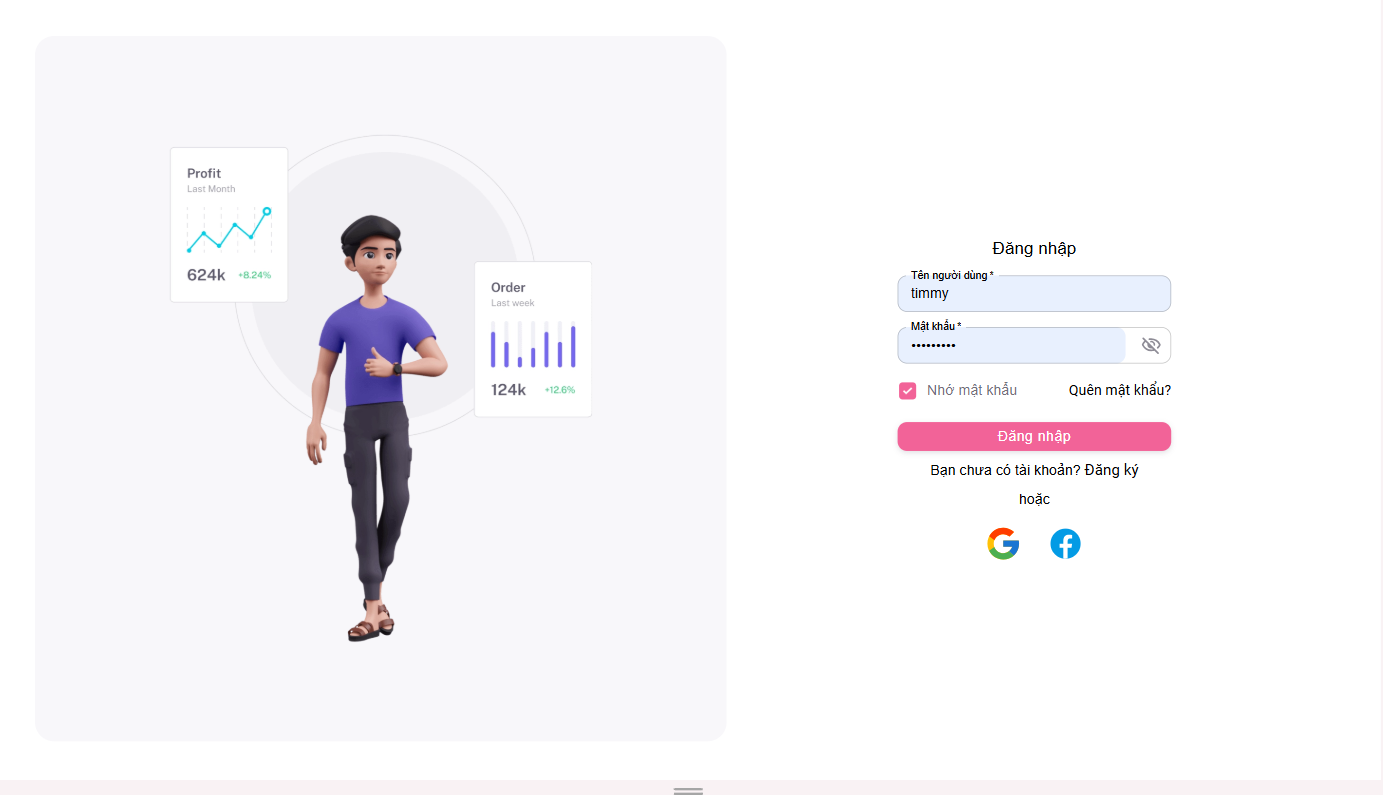 Profit
Last Month
624k +8.24%
Order
Last week
124k +12.6%
Đăng nhập
Tên người dùng *
timmy
Mật khẩu *
•••••••••
Nhớ mật khẩu Quên mật khẩu?
Đăng nhập
Bạn chưa có tài khoản? Đăng ký
hoặc